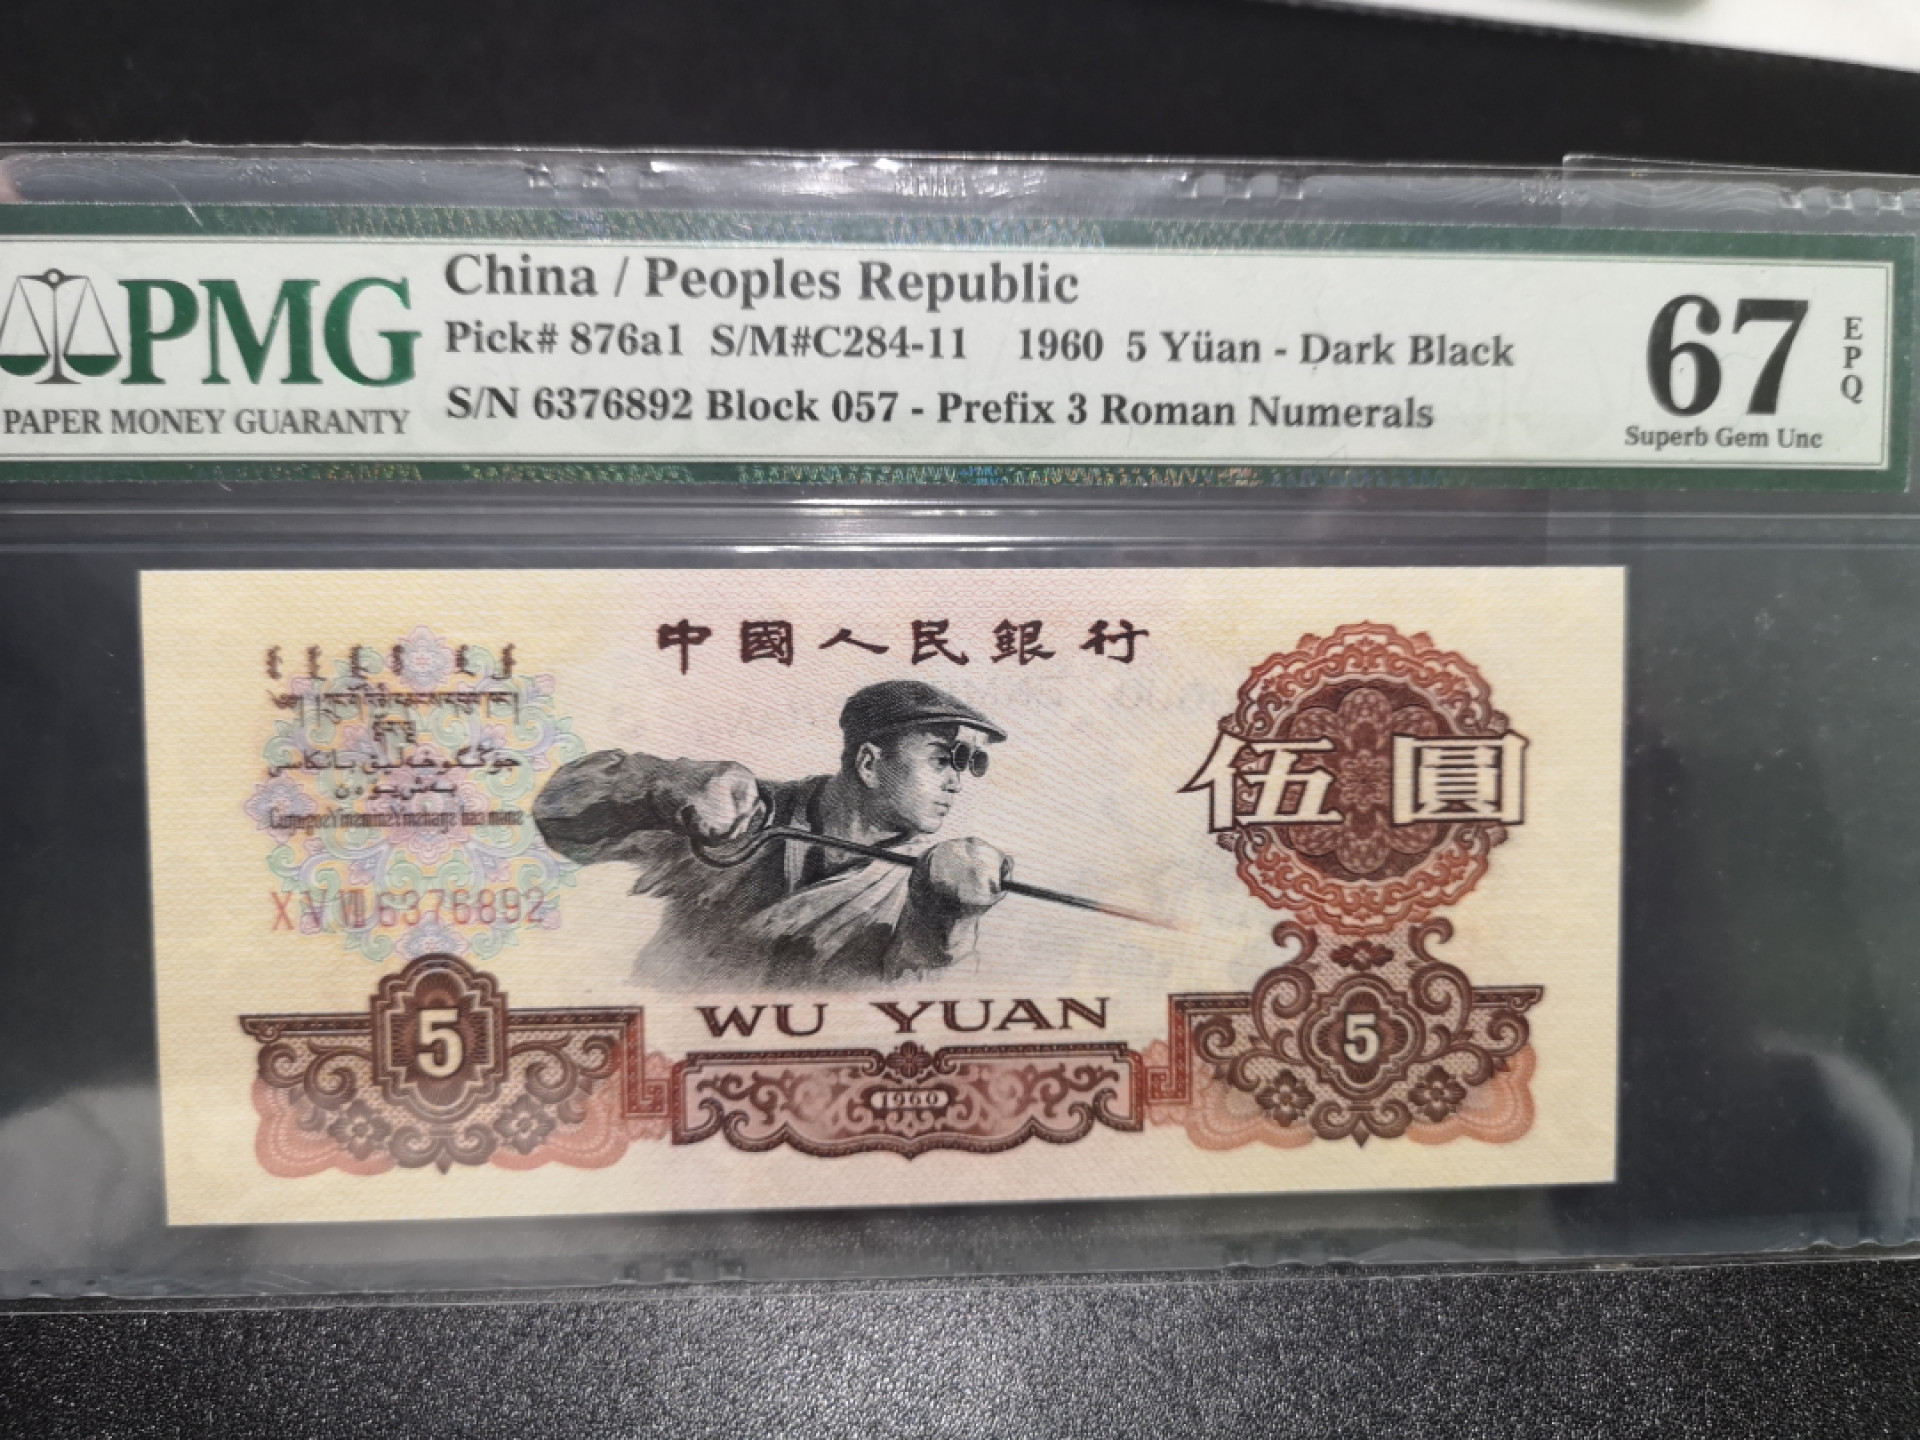 PMG
PAPER MONEY GUARANTY
China / Peoples Republic
Pick# 876a1 S/M#C284-11 1960 5 Yüan - Dark Black
S/N 6376892 Block 057 - Prefix 3 Roman Numerals
67
EPQ
Superb Gem Unc
中國人民銀行
伍圓
X V VII 6376892
WU YUAN
5
5
1960